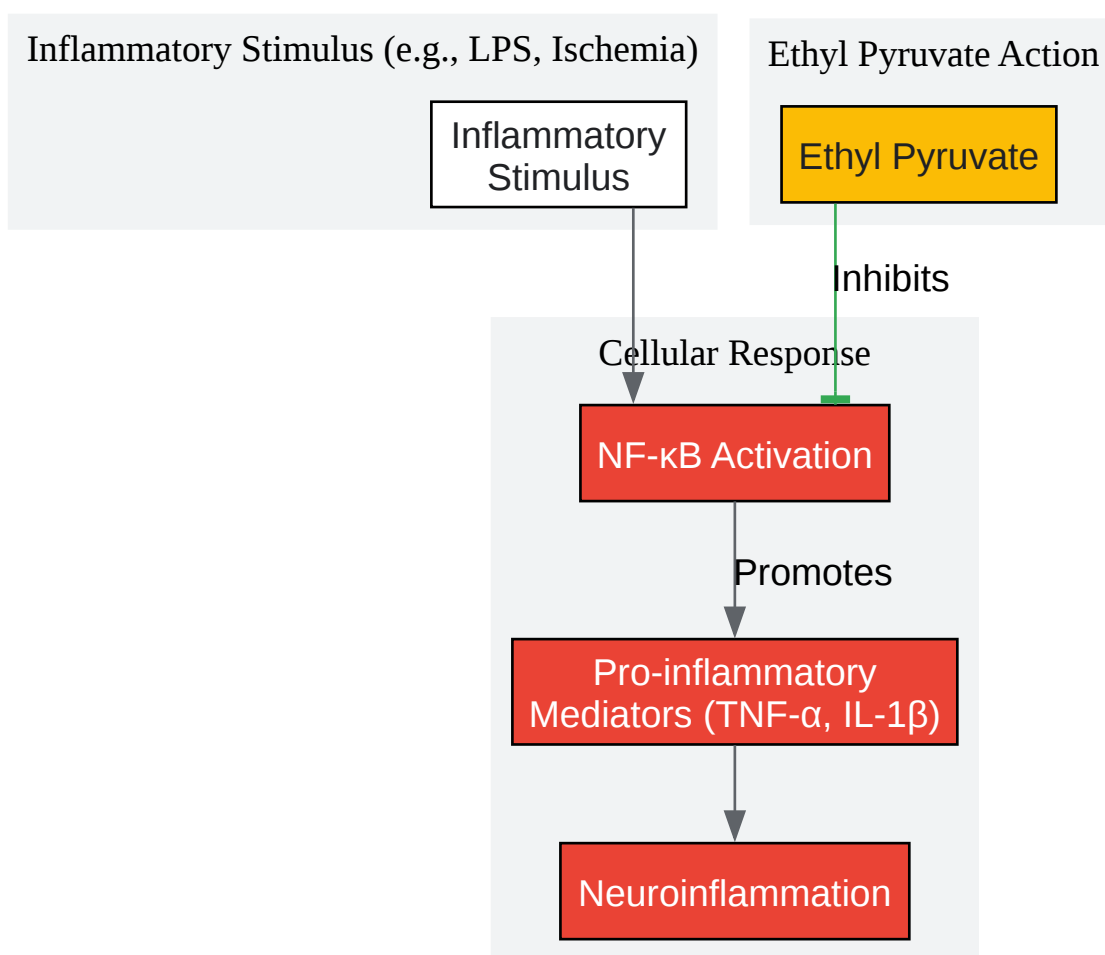 Inflammatory Stimulus (e.g., LPS, Ischemia)
Ethyl Pyruvate Action
Inflammatory
Stimulus
Ethyl Pyruvate
Inhibits
Cellular Response
NF-κB Activation
Promotes
Pro-inflammatory
Mediators (TNF-α, IL-1β)
Neuroinflammation